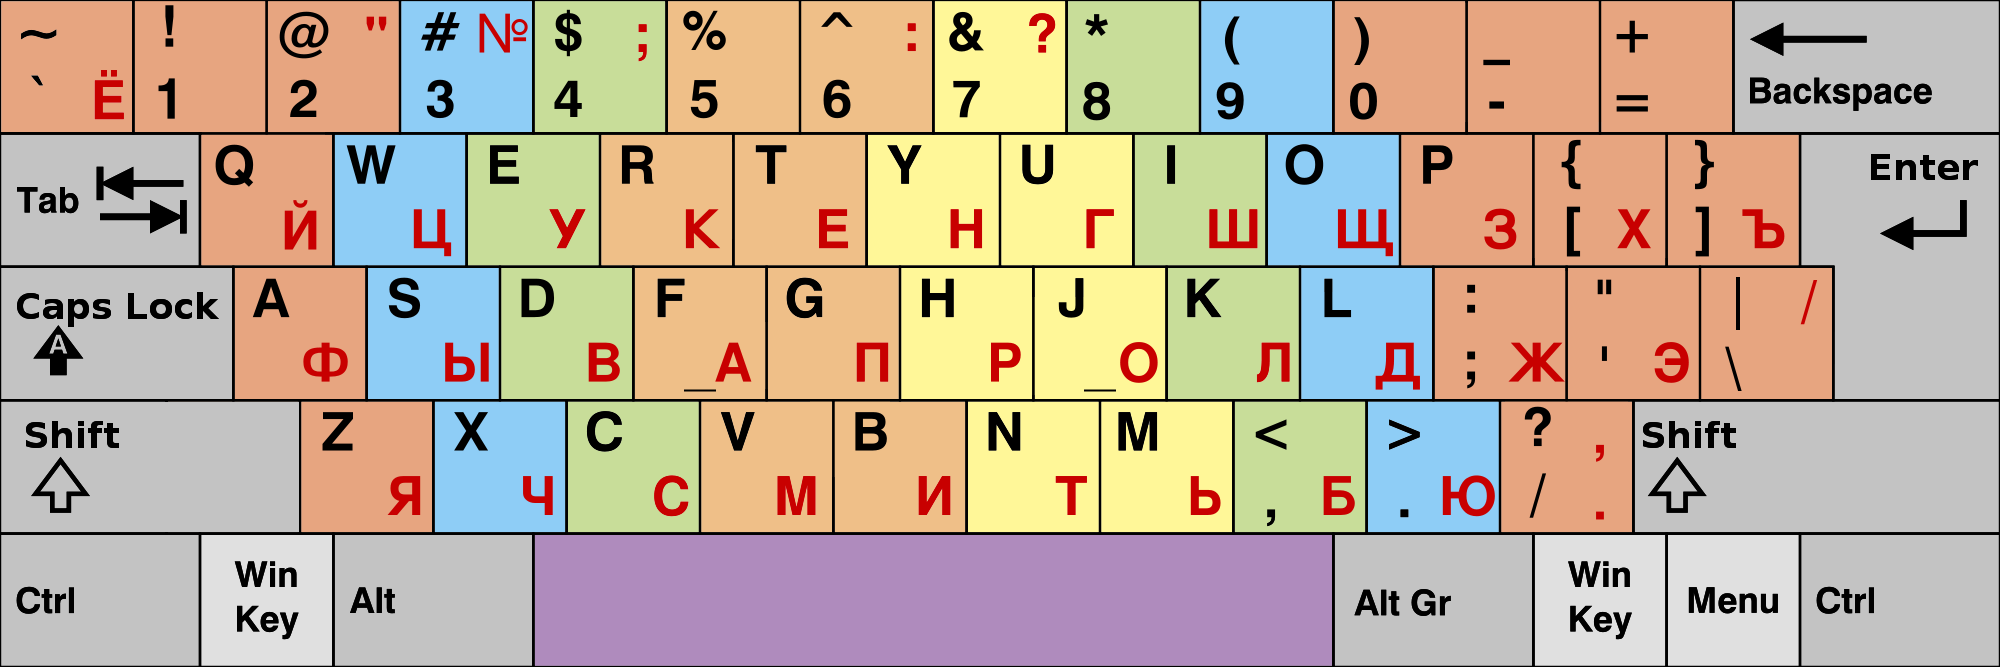 ~ ! @ " # № $ ; % ^ : & ? * ( ) _ +
` Ё 1 2 3 4 5 6 7 8 9 0 - = Backspace
Tab Q W E R T Y U I O P { } Enter
Й Ц У К Е Н Г Ш Щ З [ Х ] Ъ
Caps Lock A S D F G H J K L : " | /
A Ф Ы В _А П Р _О Л Д ; Ж ' Э \
Shift Z X C V B N M < > ? , Shift
Я Ч С М И Т Ь , Б . Ю / .
Ctrl Win Key Alt Alt Gr Win Key Menu Ctrl